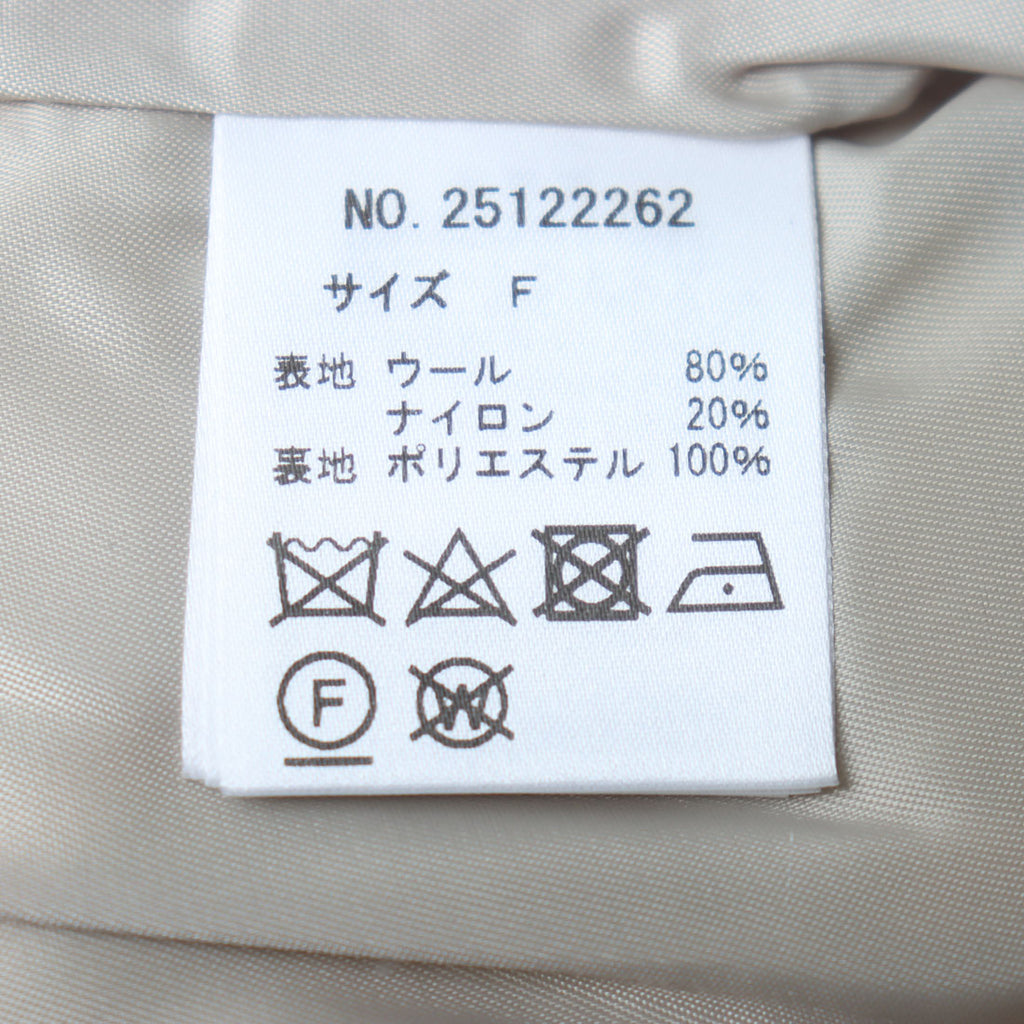 NO. 25122262
サイズ F
表地 ウール 80%
ナイロン 20%
裏地 ポリエステル 100%
F W